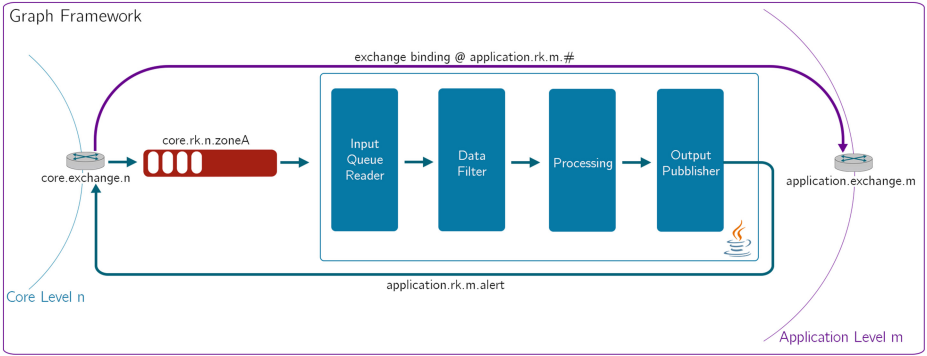 Graph Framework
exchange binding @ application.rk.m.#
core.rk.n.zoneA
core.exchange.n
Input
Queue
Reader
Data
Filter
Processing
Output
Pubblisher
application.exchange.m
application.rk.m.alert
Core Level n
Application Level m